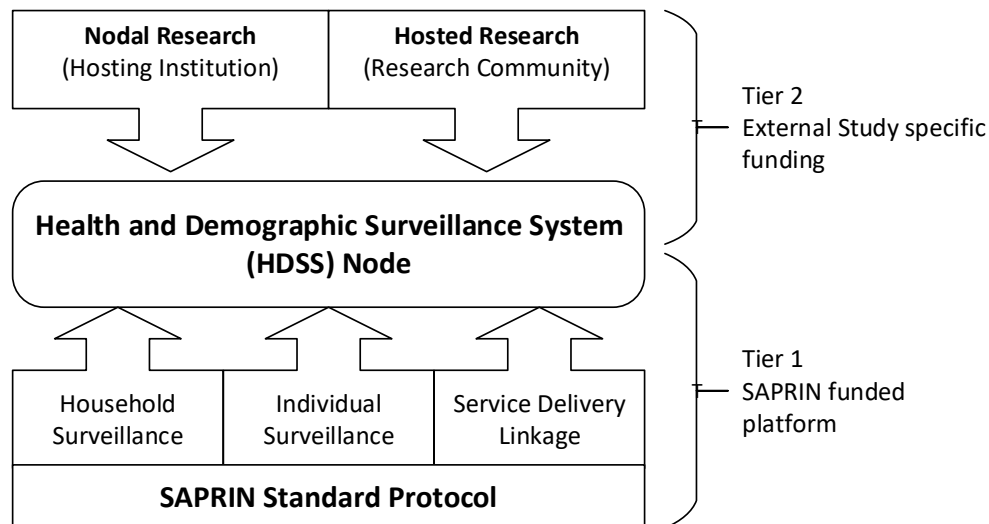 Nodal Research
(Hosting Institution)
Hosted Research
(Research Community)
Tier 2
External Study specific
funding
Health and Demographic Surveillance System
(HDSS) Node
Household
Surveillance
Individual
Surveillance
Service Delivery
Linkage
Tier 1
SAPRIN funded
platform
SAPRIN Standard Protocol